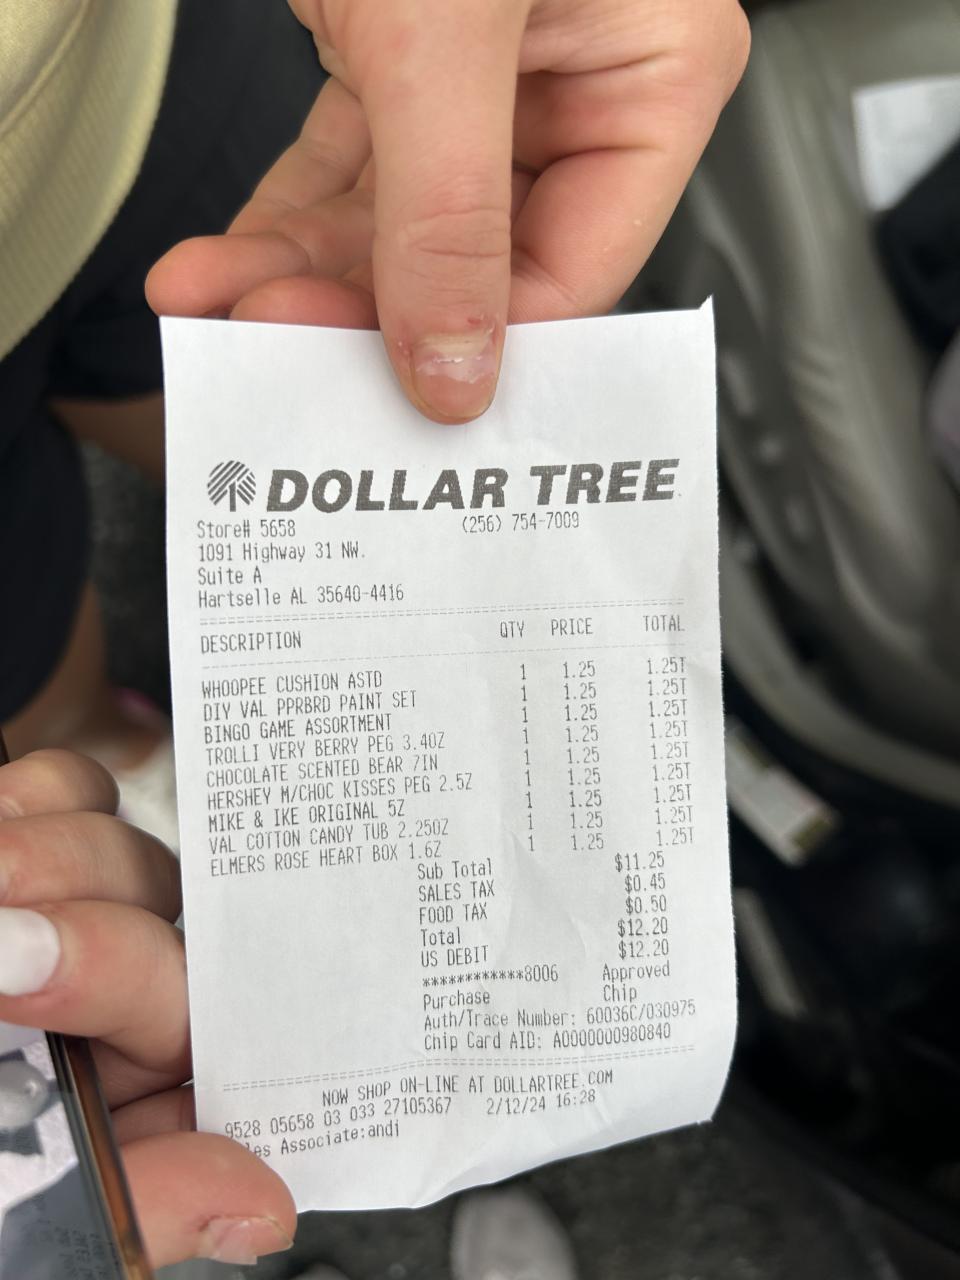 DOLLAR TREE
Store# 5658 (256) 754-7009
1091 Highway 31 NW.
Suite A
Hartselle AL 35640-4416
DESCRIPTION QTY PRICE TOTAL
WHOOPEE CUSHION ASTD 1 1.25 1.25T
DIY VAL PPRBRD PAINT SET 1 1.25 1.25T
BINGO GAME ASSORTMENT 1 1.25 1.25T
TROLLI VERY BERRY PEG 3.4OZ 1 1.25 1.25T
CHOCOLATE SCENTED BEAR 7IN 1 1.25 1.25T
HERSHEY M/CHOC KISSES PEG 2.5Z 1 1.25 1.25T
MIKE & IKE ORIGINAL 5Z 1 1.25 1.25T
VAL COTTON CANDY TUB 2.25OZ 1 1.25 1.25T
ELMERS ROSE HEART BOX 1.6Z 1 1.25 1.25T
Sub Total $11.25
SALES TAX $0.45
FOOD TAX $0.50
Total $12.20
US DEBIT $12.20
************8006 Approved
Purchase Chip
Auth/Trace Number: 60036C/030975
Chip Card AID: A0000000980840
NOW SHOP ON-LINE AT DOLLARTREE.COM
9528 05658 03 033 27105367 2/12/24 16:28
les Associate:andi